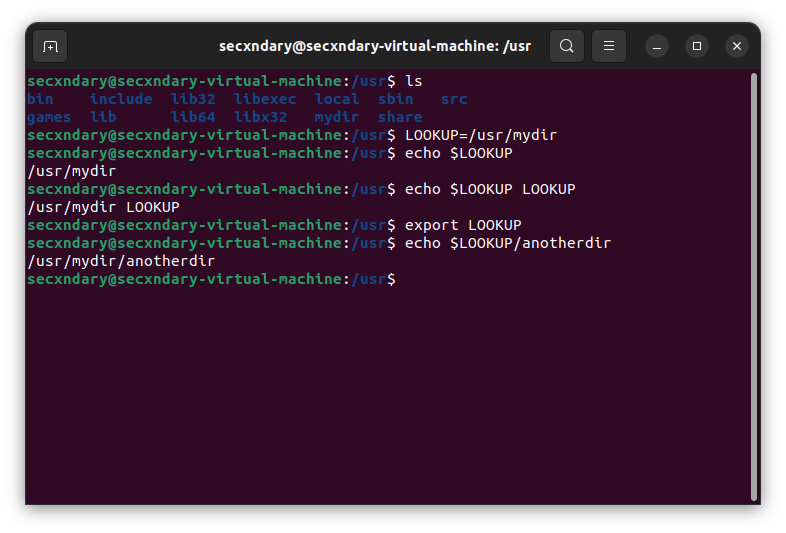 secxndary@secxndary-virtual-machine: /usr
secxndary@secxndary-virtual-machine:/usr$ ls
bin    include  lib32  libexec  local  sbin   src
games  lib      lib64  libx32   mydir  share
secxndary@secxndary-virtual-machine:/usr$ LOOKUP=/usr/mydir
secxndary@secxndary-virtual-machine:/usr$ echo $LOOKUP
/usr/mydir
secxndary@secxndary-virtual-machine:/usr$ echo $LOOKUP LOOKUP
/usr/mydir LOOKUP
secxndary@secxndary-virtual-machine:/usr$ export LOOKUP
secxndary@secxndary-virtual-machine:/usr$ echo $LOOKUP/anotherdir
/usr/mydir/anotherdir
secxndary@secxndary-virtual-machine:/usr$